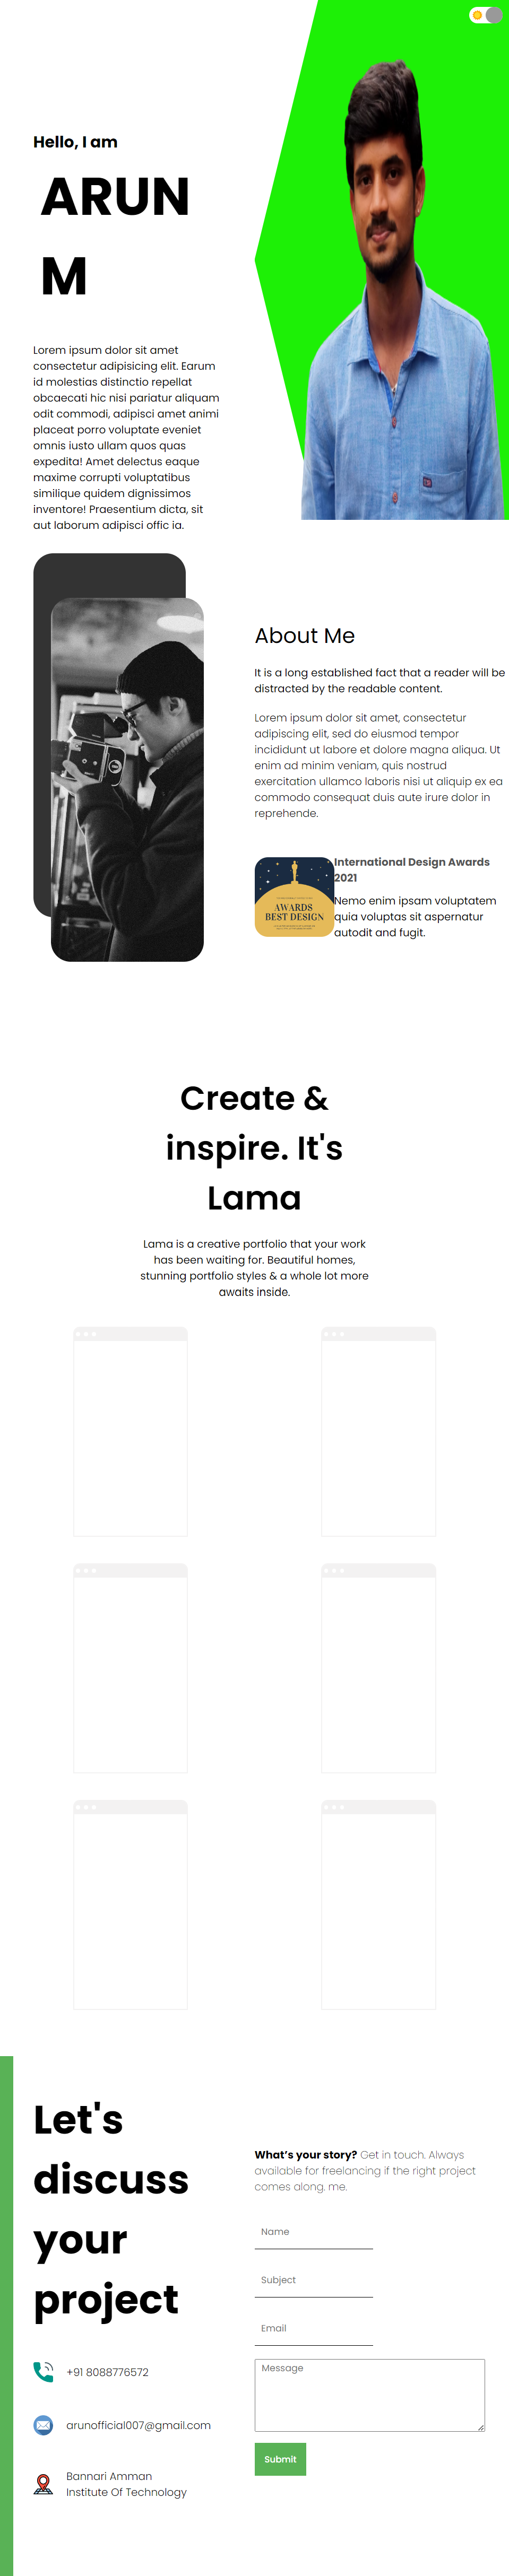 Hello, I am
ARUN
M
Lorem ipsum dolor sit amet
consectetur adipisicing elit. Earum
id molestias distinctio repellat
obcaecati hic nisi pariatur aliquam
odit commodi, adipisci amet animi
placeat porro voluptate eveniet
omnis iusto ullam quos quas
expedita! Amet delectus eaque
maxime corrupti voluptatibus
similique quidem dignissimos
inventore! Praesentium dicta, sit
aut laborum adipisci offic ia.
About Me
It is a long established fact that a reader will be
distracted by the readable content.
Lorem ipsum dolor sit amet, consectetur
adipiscing elit, sed do eiusmod tempor
incididunt ut labore et dolore magna aliqua. Ut
enim ad minim veniam, quis nostrud
exercitation ullamco laboris nisi ut aliquip ex ea
commodo consequat duis aute irure dolor in
reprehende.
AWARDS
BEST DESIGN
International Design Awards
2021
Nemo enim ipsam voluptatem
quia voluptas sit aspernatur
autodit and fugit.
Create &
inspire. It's
Lama
Lama is a creative portfolio that your work
has been waiting for. Beautiful homes,
stunning portfolio styles & a whole lot more
awaits inside.
Let's
discuss
your
project
+91 8088776572
arunofficial007@gmail.com
Bannari Amman
Institute Of Technology
What's your story? Get in touch. Always
available for freelancing if the right project
comes along. me.
Name
Subject
Email
Message
Submit